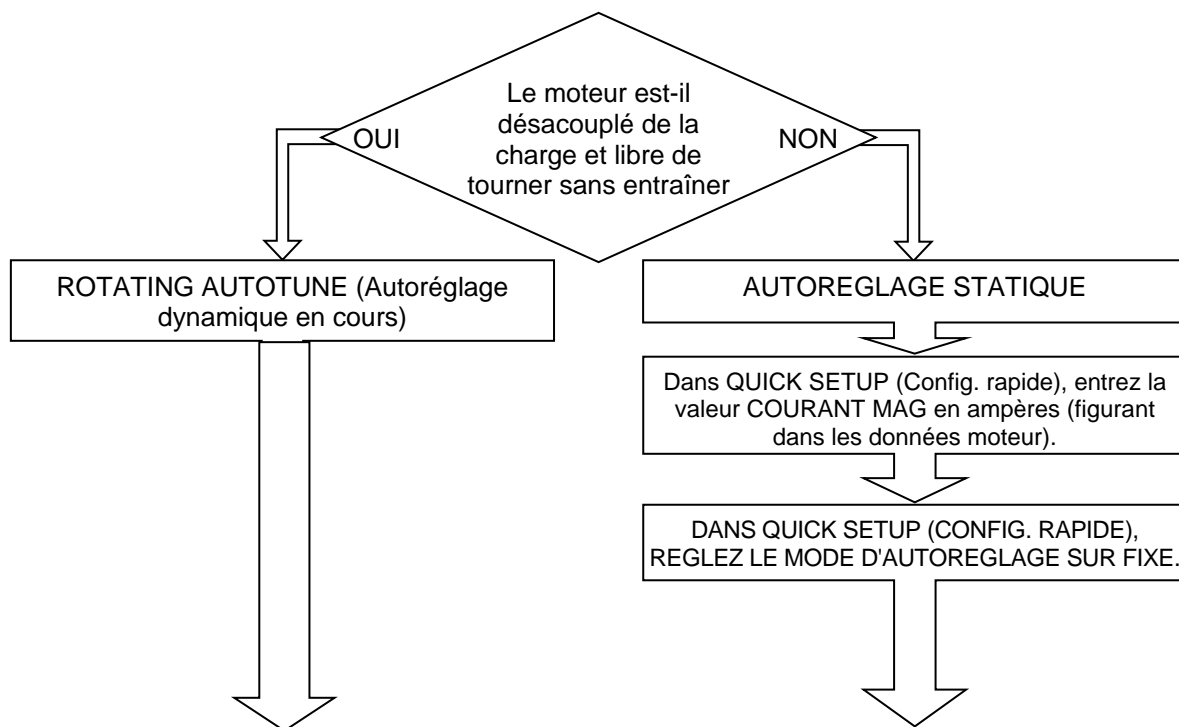 Le moteur est-il
désacouplé de la
charge et libre de
tourner sans entraîner
OUI
NON
ROTATING AUTOTUNE (Autoréglage
dynamique en cours)
AUTOREGLAGE STATIQUE
Dans QUICK SETUP (Config. rapide), entrez la
valeur COURANT MAG en ampères (figurant
dans les données moteur).
DANS QUICK SETUP (CONFIG. RAPIDE),
REGLEZ LE MODE D'AUTOREGLAGE SUR FIXE.